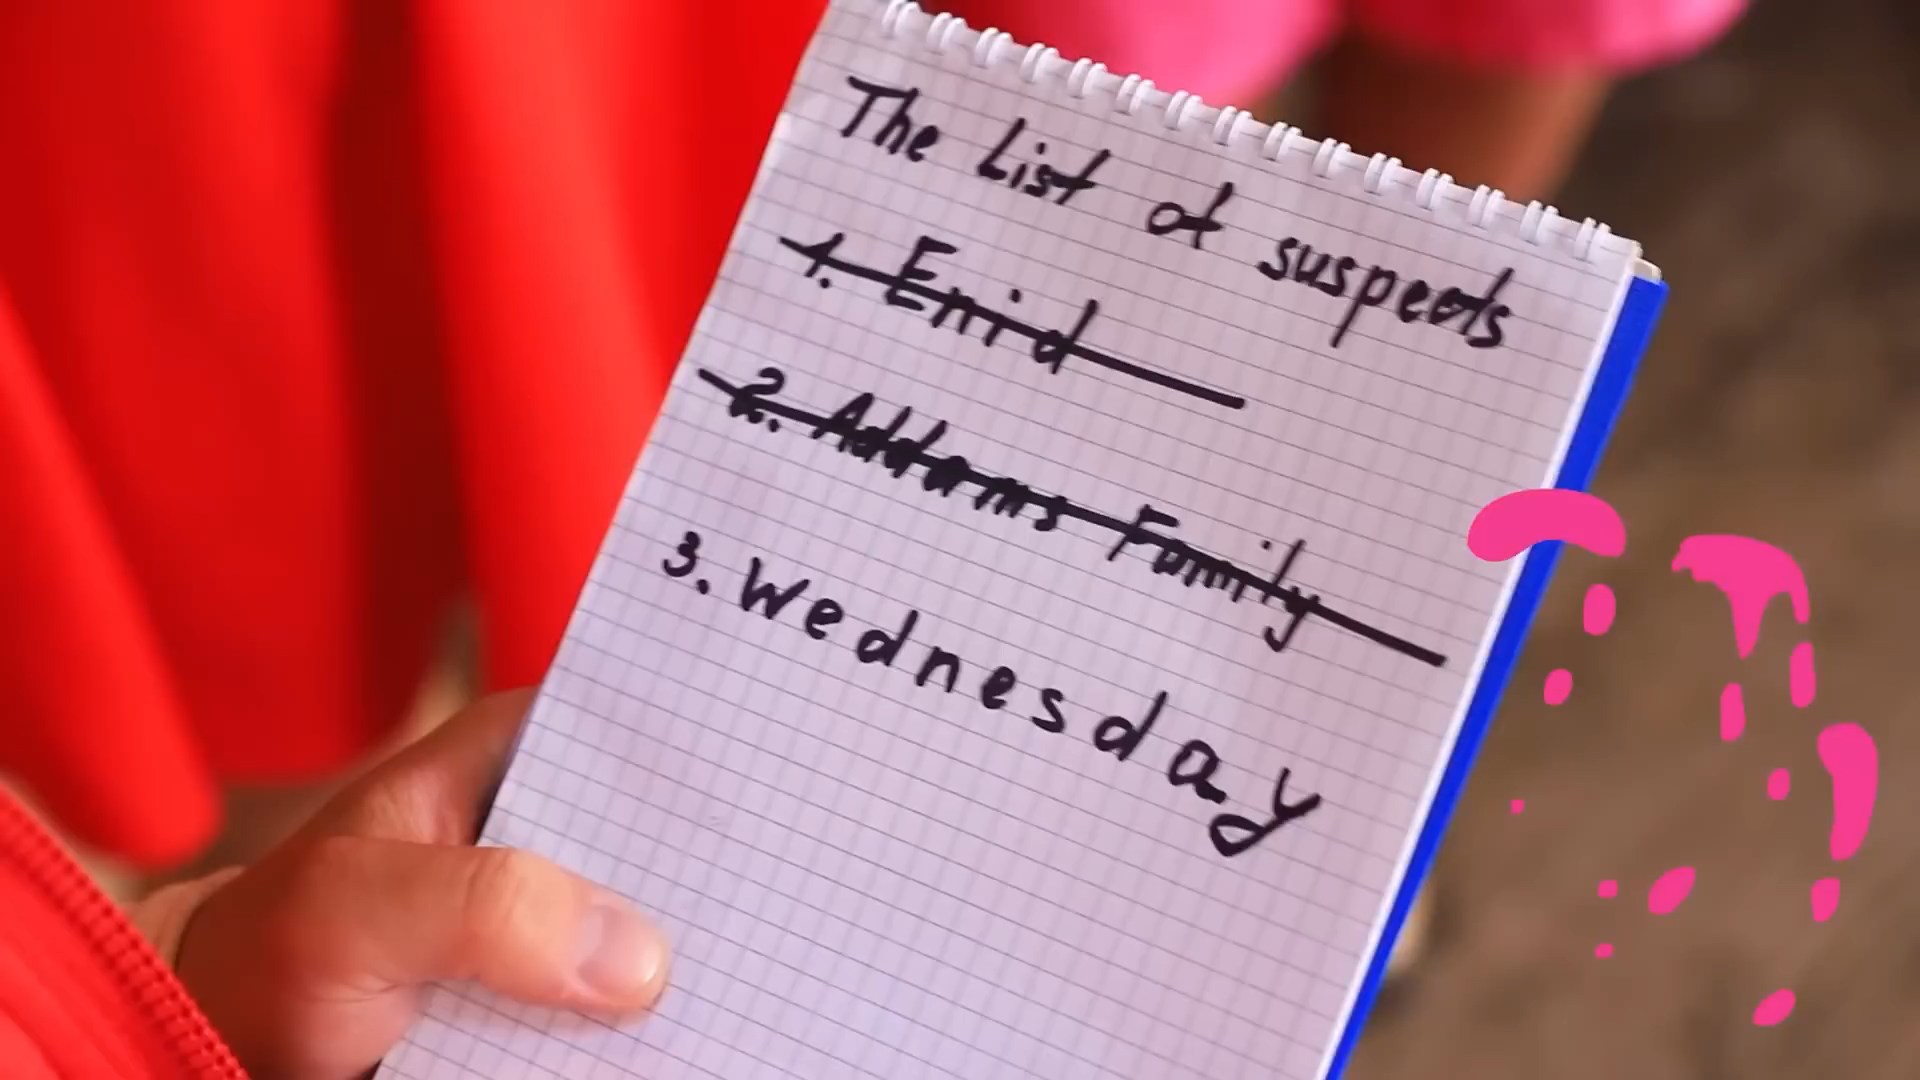 The List of suspects
1. Enid
2. Addams Family
3. Wednesday